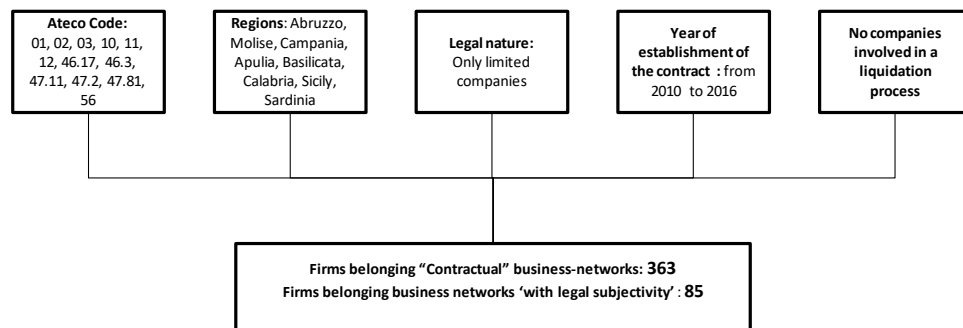 Ateco Code:
01, 02, 03, 10, 11,
12, 46.17, 46.3,
47.11, 47.2, 47.81,
56
Regions: Abruzzo,
Molise, Campania,
Apulia, Basilicata,
Calabria, Sicily,
Sardinia
Legal nature:
Only limited
companies
Year of
establishment of
the contract : from
2010 to 2016
No companies
involved in a
liquidation
process
Firms belonging “Contractual” business-networks: 363
Firms belonging business networks ‘with legal subjectivity’ : 85